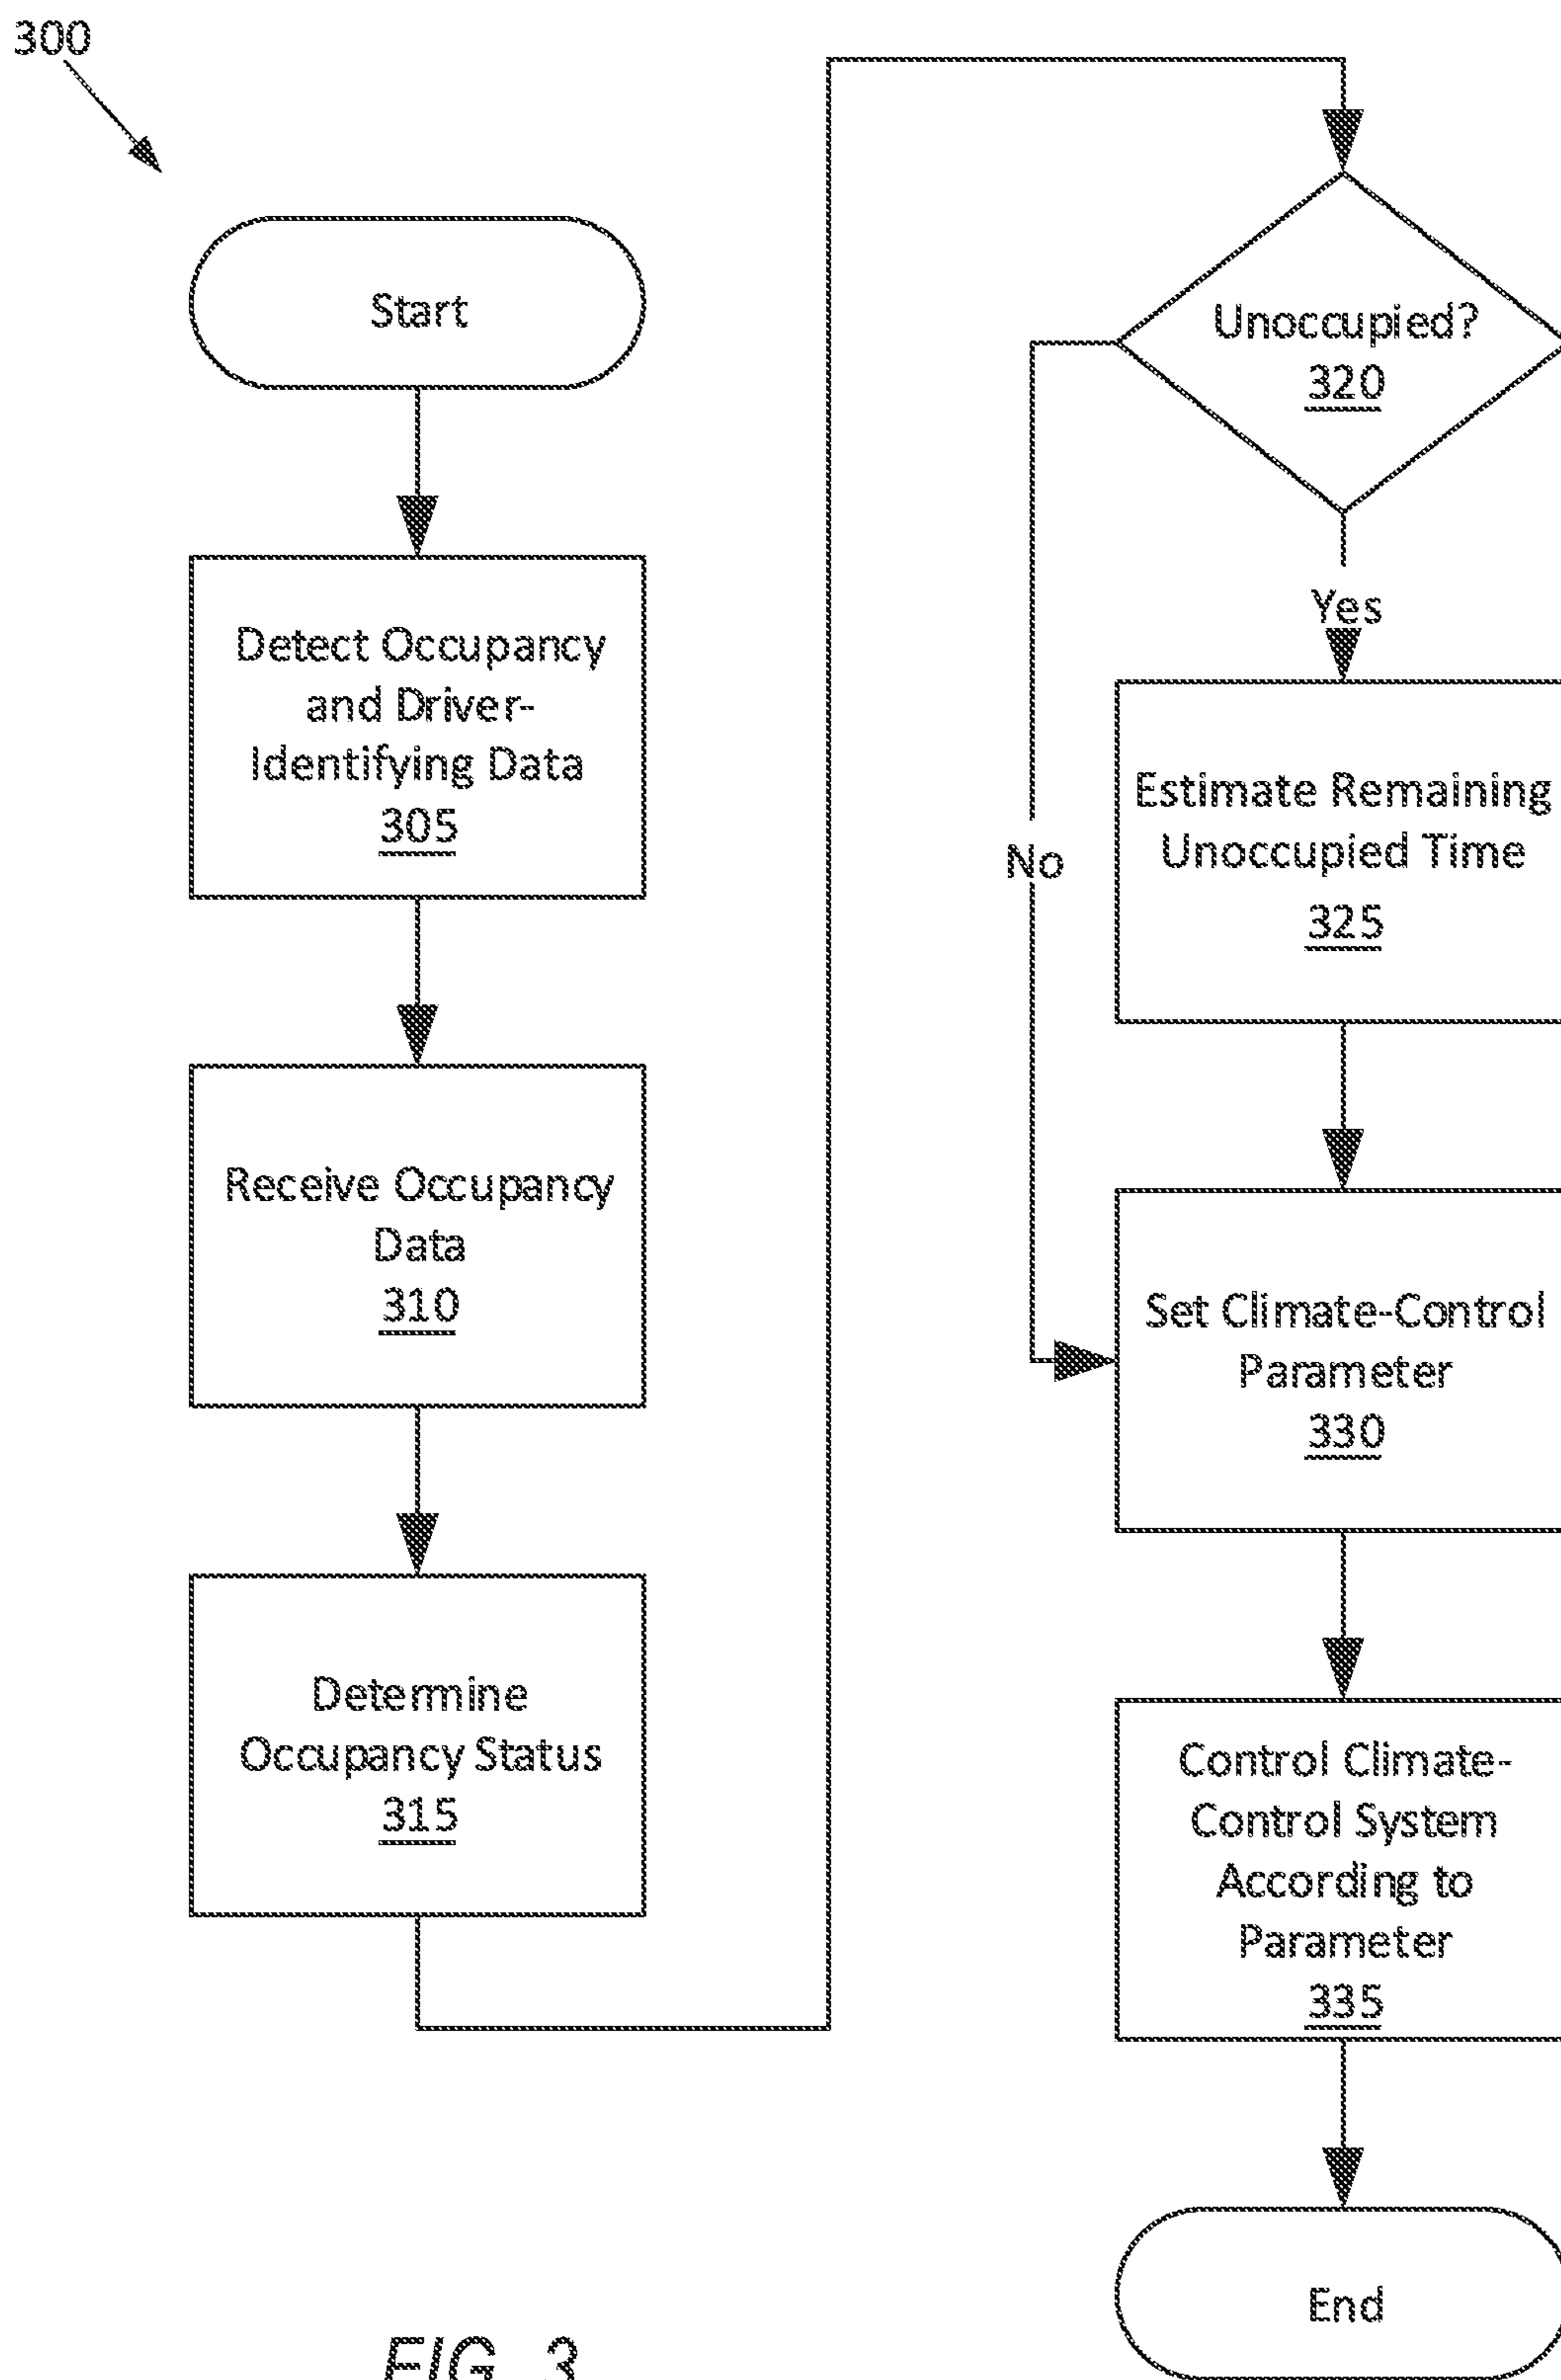 300
Start
Detect Occupancy
and Driver-
Identifying Data
305
Receive Occupancy
Data
310
Determine
Occupancy Status
315
Unoccupied?
320
Yes
No
Estimate Remaining
Unoccupied Time
325
Set Climate-Control
Parameter
330
Control Climate-
Control System
According to
Parameter
335
End
FIG. 3